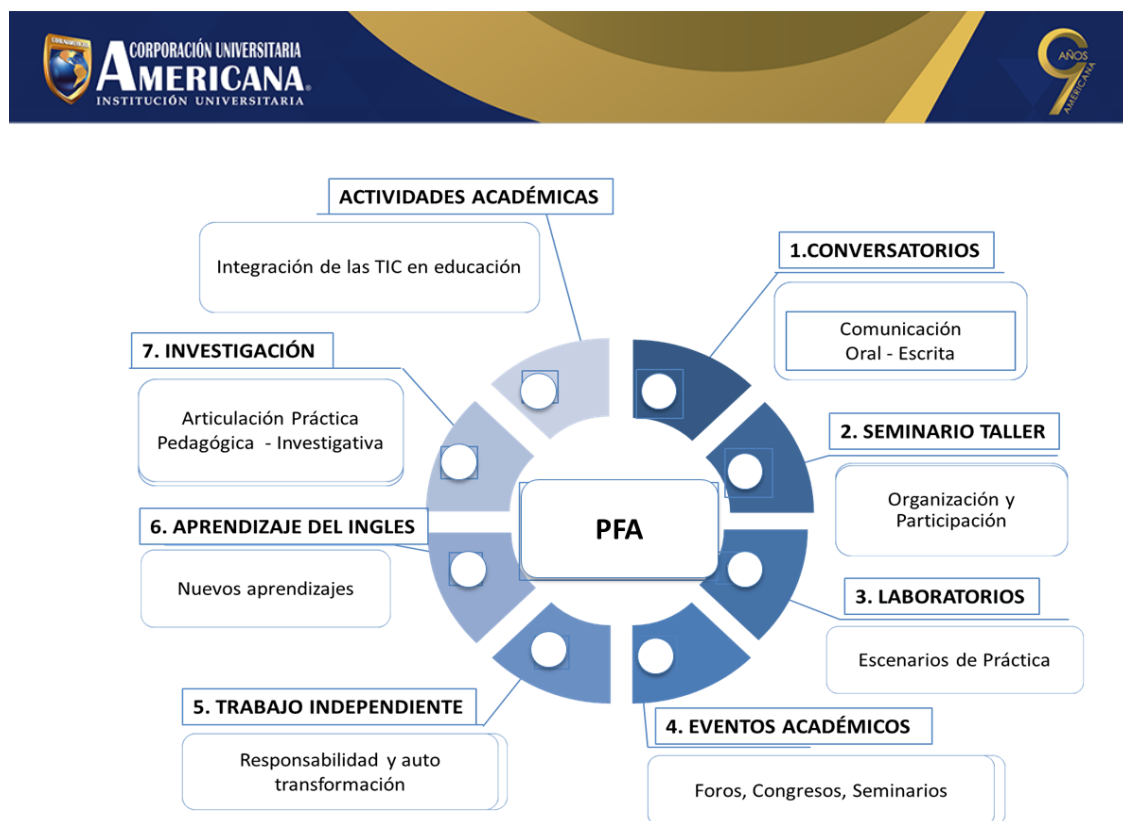 CORPORACIÓN UNIVERSITARIA
AMERICANA
INSTITUCIÓN UNIVERSITARIA
9
AÑOS
AMERICANA
ACTIVIDADES ACADÉMICAS
Integración de las TIC en educación
1.CONVERSATORIOS
Comunicación
Oral - Escrita
2. SEMINARIO TALLER
Organización y
Participación
3. LABORATORIOS
Escenarios de Práctica
4. EVENTOS ACADÉMICOS
Foros, Congresos, Seminarios
5. TRABAJO INDEPENDIENTE
Responsabilidad y auto
transformación
6. APRENDIZAJE DEL INGLES
Nuevos aprendizajes
7. INVESTIGACIÓN
Articulación Práctica
Pedagógica - Investigativa
PFA